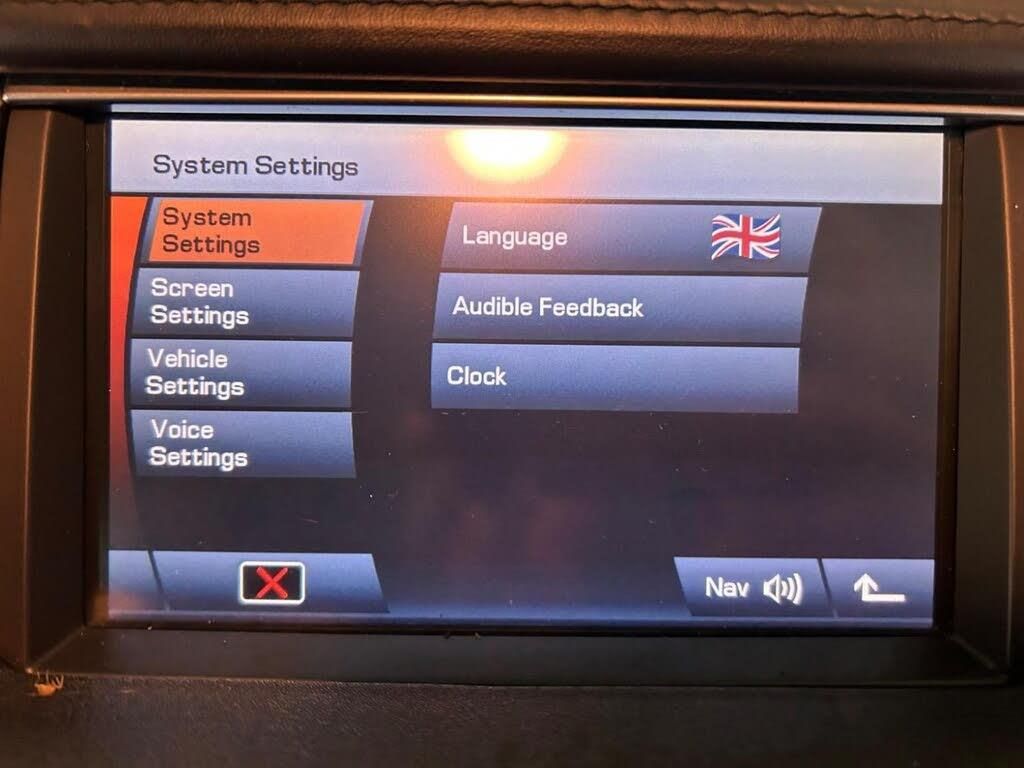 System Settings
System
Settings
Language
Screen
Settings
Audible Feedback
Vehicle
Settings
Clock
Voice
Settings
Nav